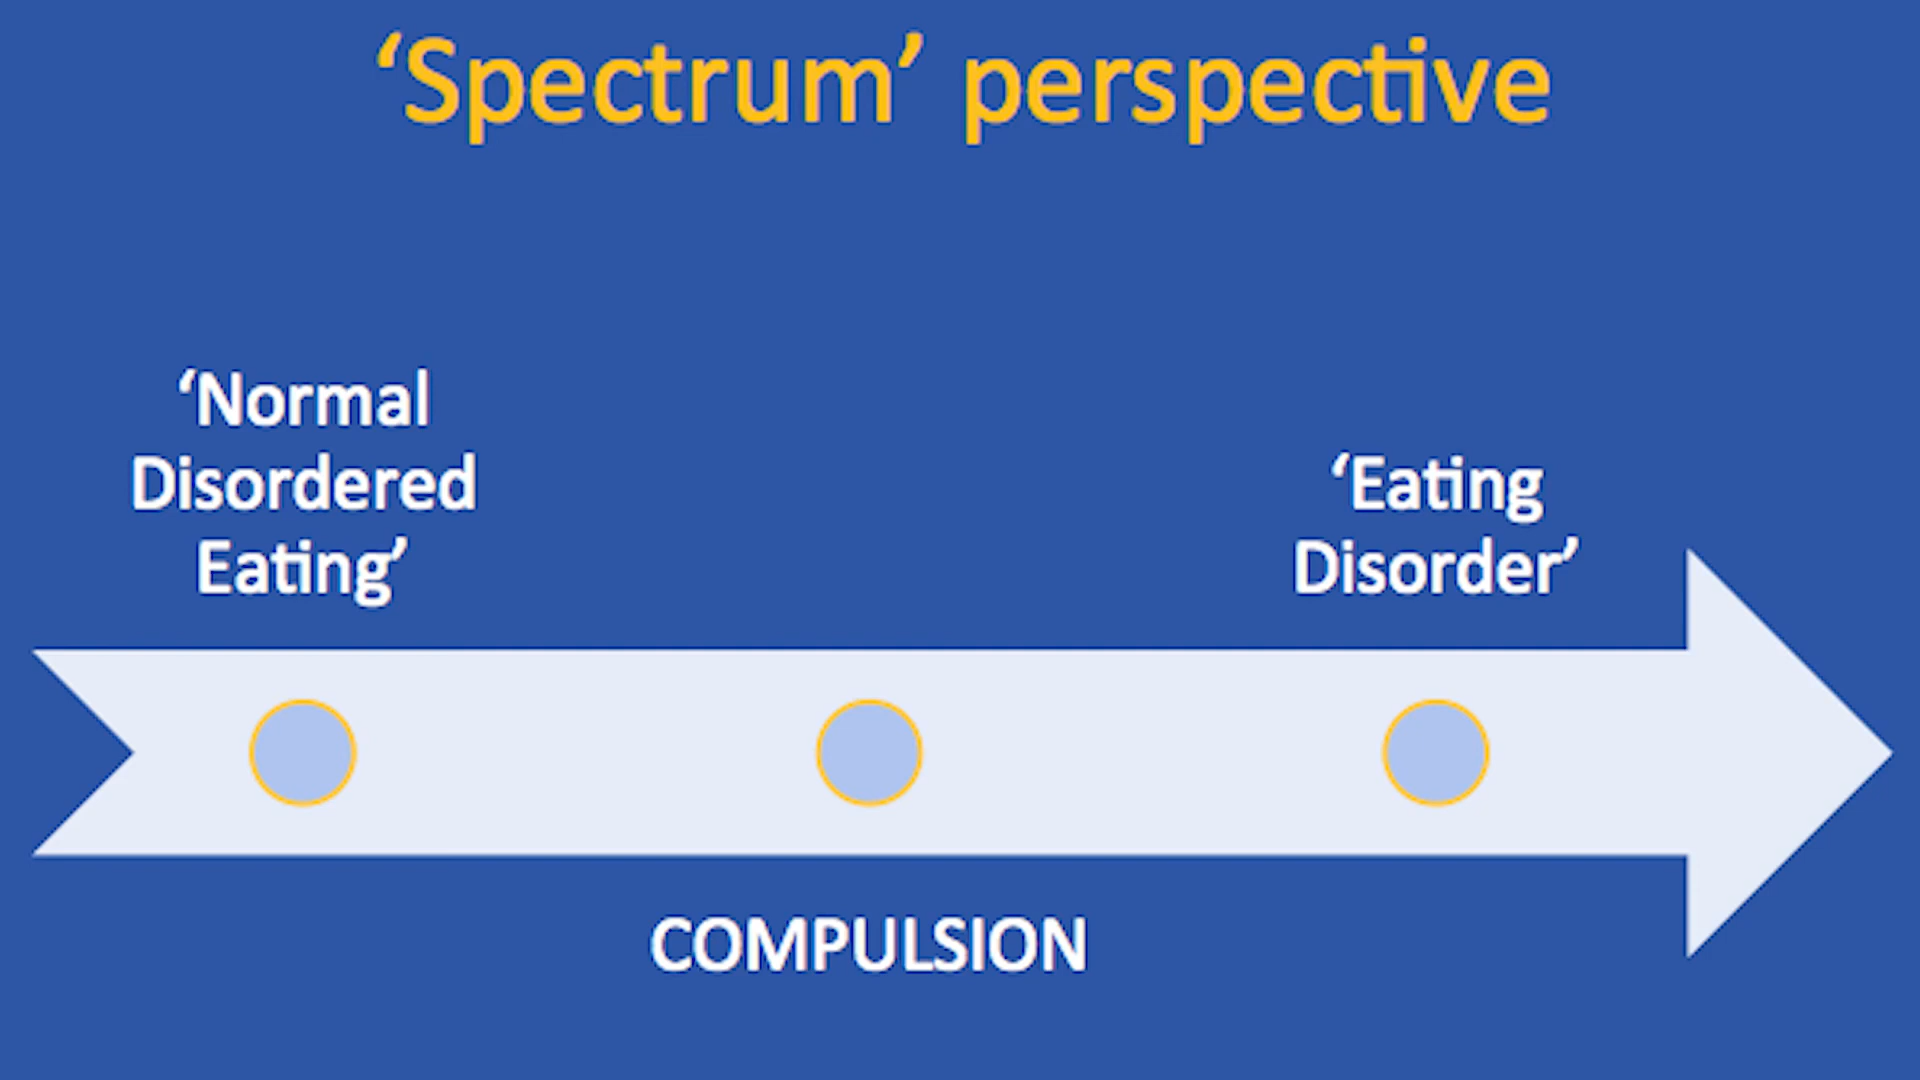 ‘Spectrum’ perspective
‘Normal
Disordered
Eating’
‘Eating
Disorder’
COMPULSION